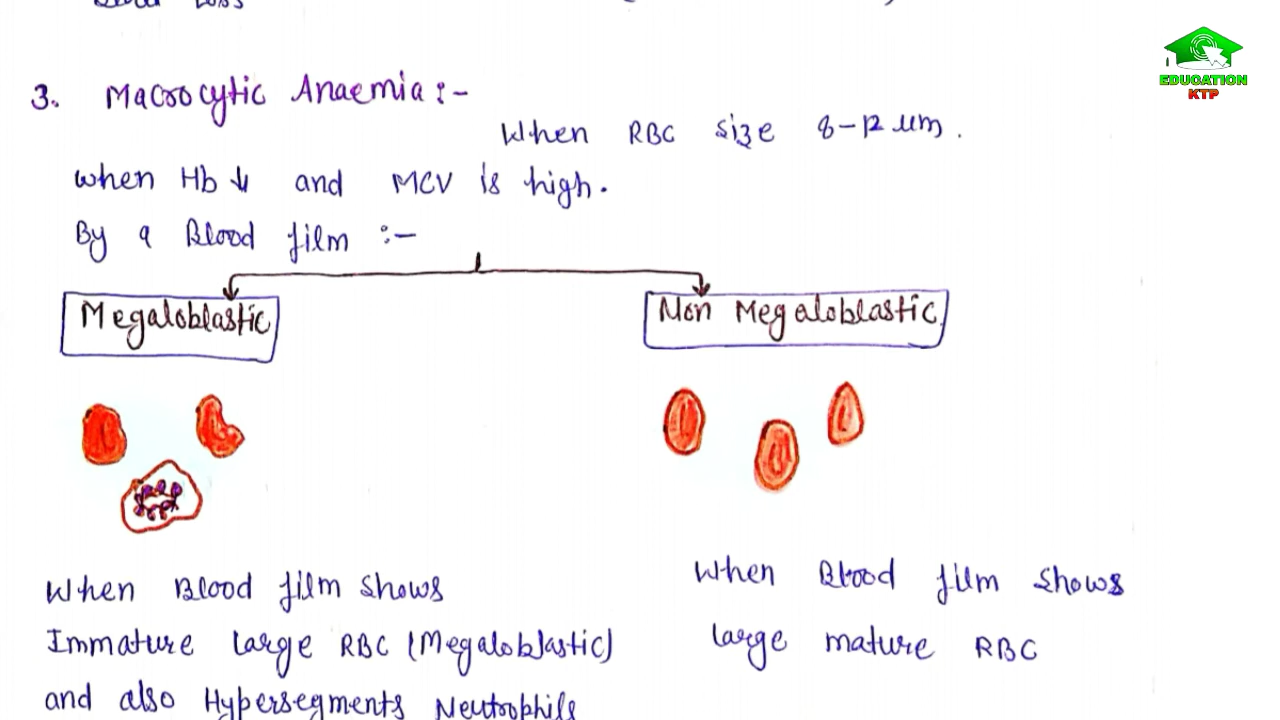 Loss
EDUCATION
KTP
3. Macrocytic Anaemia :-
When RBC size 8-12 um.
when Hb ↓ and MCV is high.
By a Blood film :-
Megaloblastic
Non Megaloblastic
When Blood film shows
Immature large RBC (Megaloblastic)
and also Hypersegments Neutrophils
When Blood film shows
large mature RBC